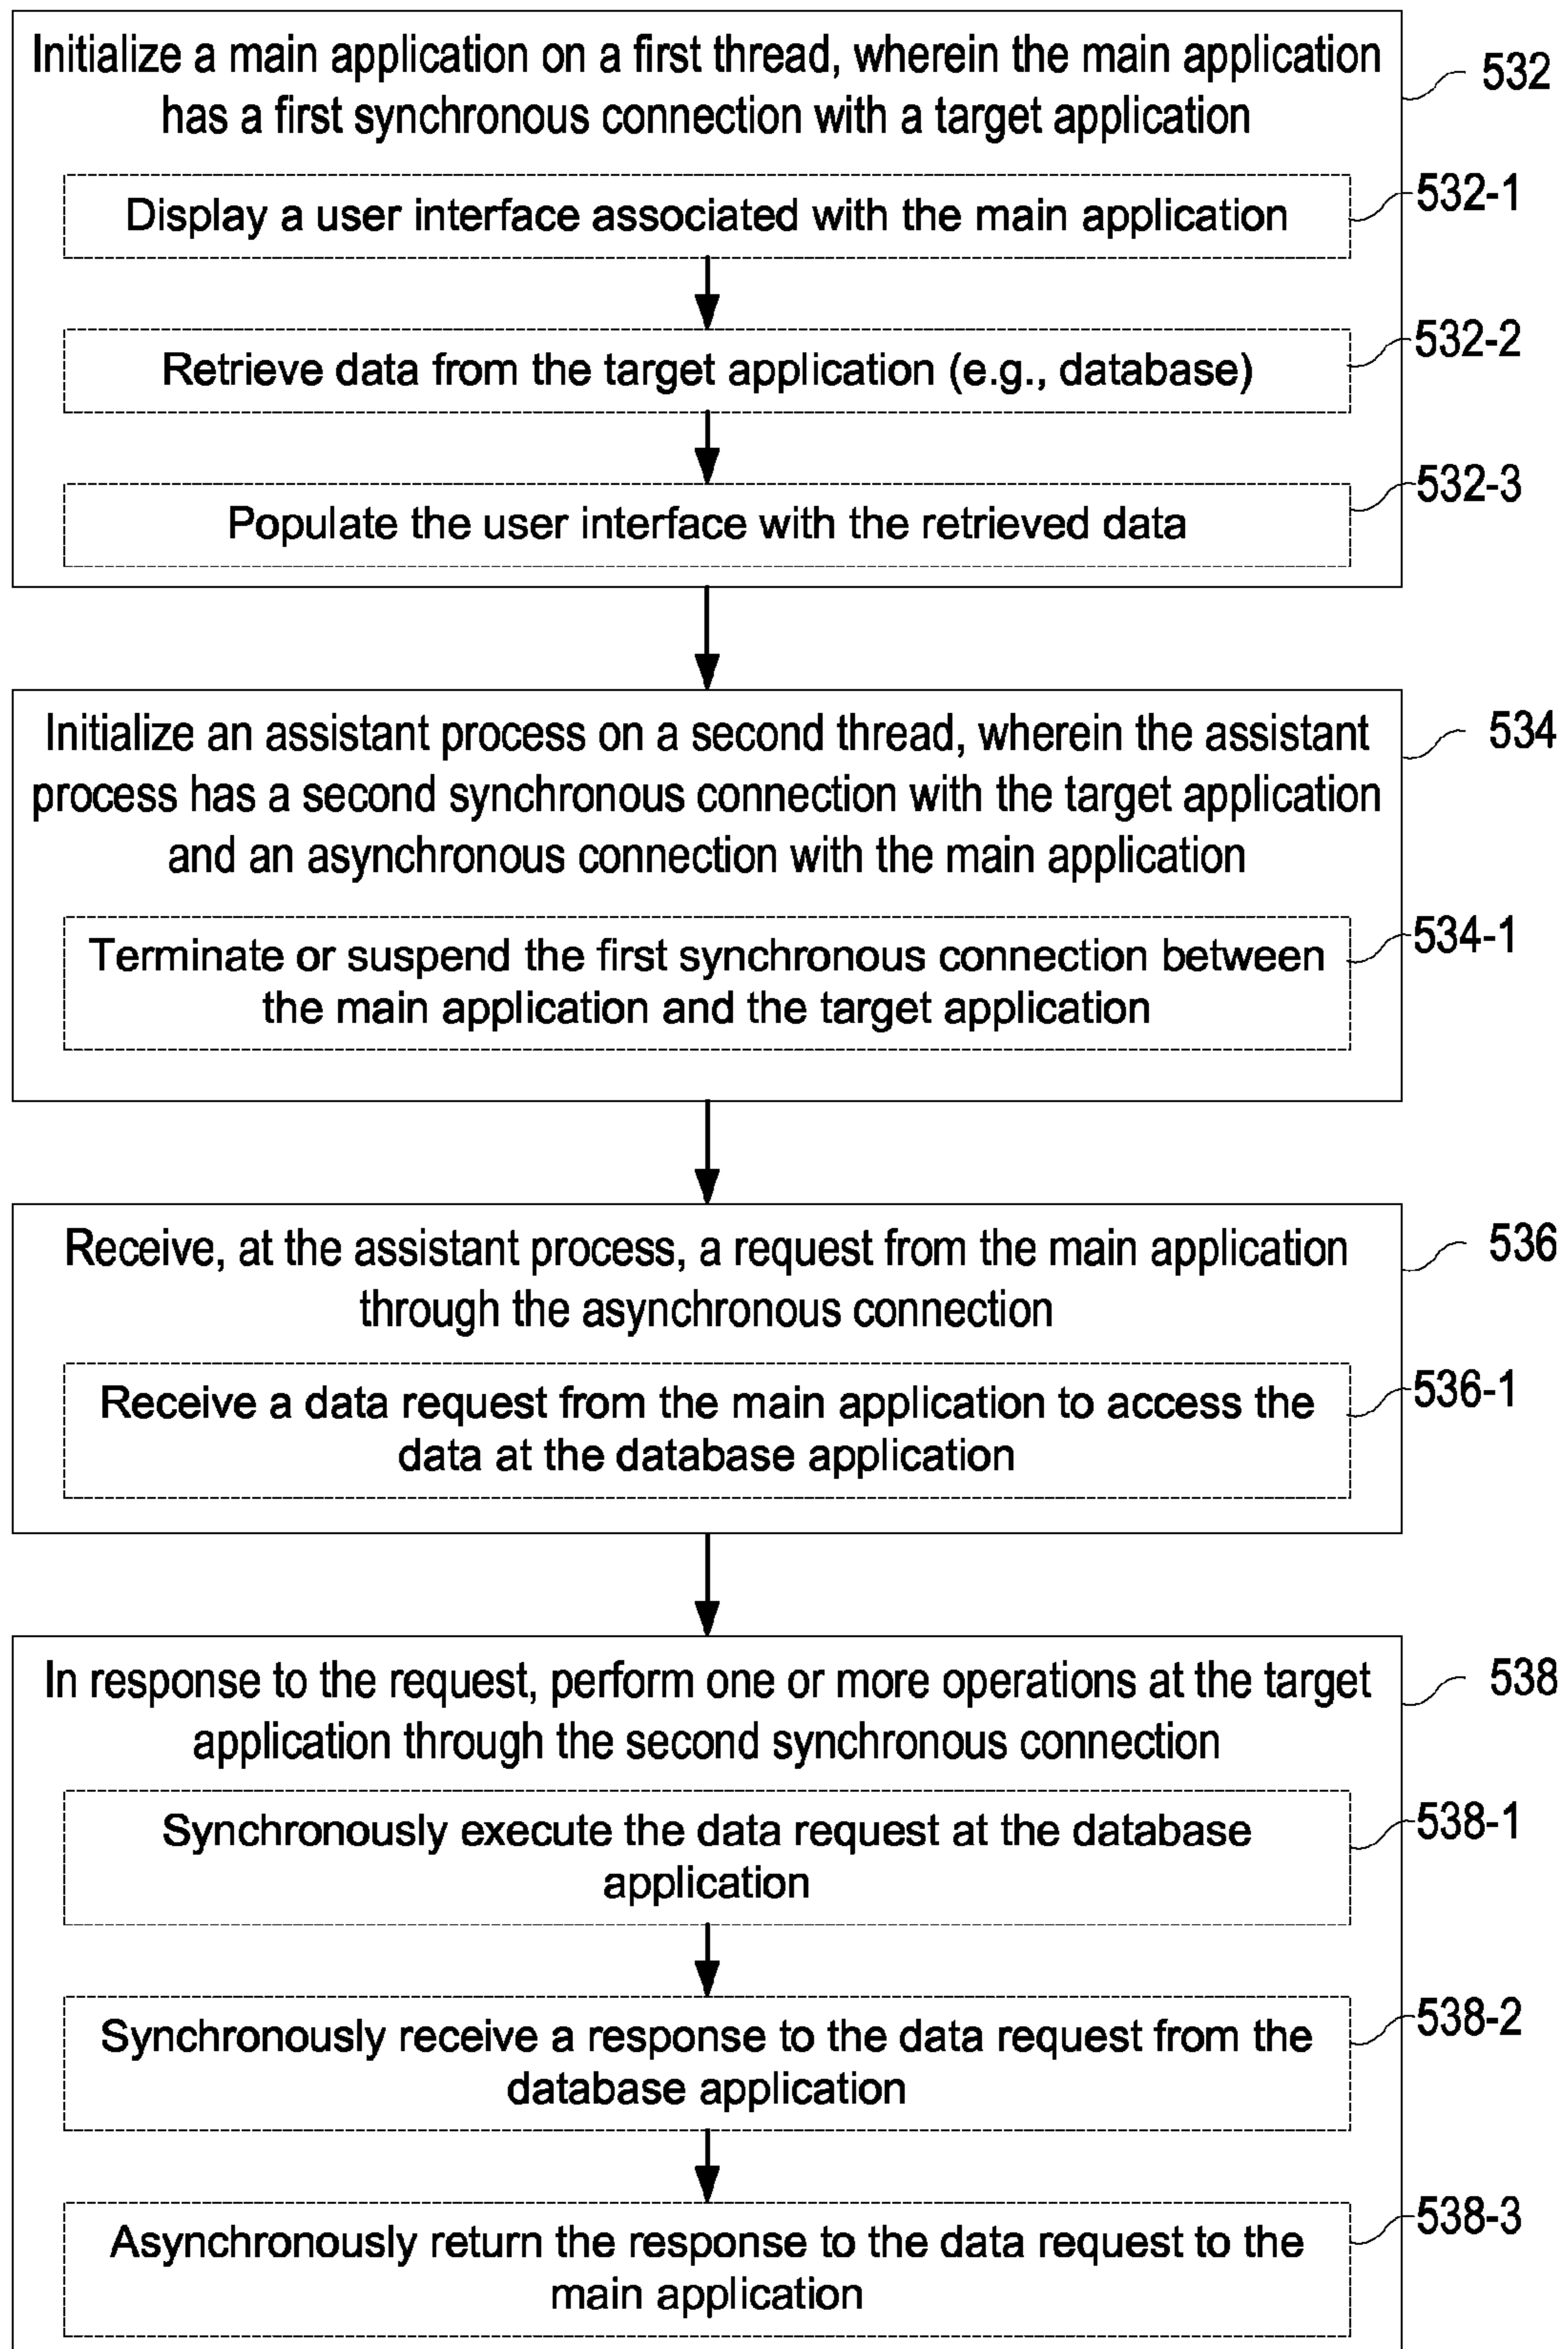 Initialize a main application on a first thread, wherein the main application
has a first synchronous connection with a target application
532
Display a user interface associated with the main application
532-1
Retrieve data from the target application (e.g., database)
532-2
Populate the user interface with the retrieved data
532-3
Initialize an assistant process on a second thread, wherein the assistant
process has a second synchronous connection with the target application
and an asynchronous connection with the main application
534
Terminate or suspend the first synchronous connection between
the main application and the target application
534-1
Receive, at the assistant process, a request from the main application
through the asynchronous connection
536
Receive a data request from the main application to access the
data at the database application
536-1
In response to the request, perform one or more operations at the target
application through the second synchronous connection
538
Synchronously execute the data request at the database
application
538-1
Synchronously receive a response to the data request from the
database application
538-2
Asynchronously return the response to the data request to the
main application
538-3